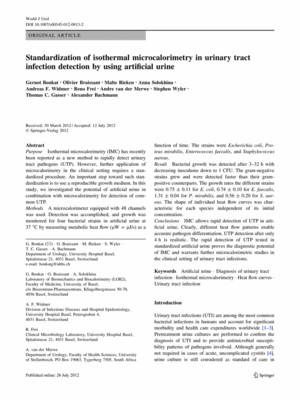 World J Urol
DOI 10.1007/s00345-012-0913-2
ORIGINAL ARTICLE
Standardization of isothermal microcalorimetry in urinary tract
infection detection by using artificial urine
Gernot Bonkat · Olivier Braissant · Malte Rieken · Anna Solokhina ·
Andreas F. Widmer · Reno Frei · Andre van der Merwe · Stephen Wyler ·
Thomas C. Gasser · Alexander Bachmann
Received: 30 March 2012 / Accepted: 12 July 2012
© Springer-Verlag 2012
Abstract
Purpose Isothermal microcalorimetry (IMC) has recently
been reported as a new method to rapidly detect urinary
tract pathogens (UTP). However, further application of
microcalorimetry in the clinical setting requires a stan-
dardized procedure. An important step toward such stan-
dardization is to use a reproducible growth medium. In this
study, we investigated the potential of artificial urine in
combination with microcalorimetry for detection of com-
mon UTP.
Methods A microcalorimeter equipped with 48 channels
was used. Detection was accomplished, and growth was
monitored for four bacterial strains in artificial urine at
37 °C by measuring metabolic heat flow (μW = μJ/s) as a
G. Bonkat · O. Braissant · M. Rieken · S. Wyler ·
T. C. Gasser · A. Bachmann
Department of Urology, University Hospital Basel,
Spitalstrasse 21, 4031 Basel, Switzerland
G. Bonkat · O. Braissant · A. Solokhina
Laboratory of Biomechanics and Biocalorimetry (LOB2),
Faculty of Medicine, University of Basel,
c/o Biozentrum-Pharmazentrum, Klingelbergstrasse 50-70,
4056 Basel, Switzerland
A. F. Widmer
Division of Infectious Diseases and Hospital Epidemiology,
University Hospital Basel, Petersgraben 4,
4031 Basel, Switzerland
R. Frei
Clinical Microbiology Laboratory, University Hospital Basel,
Petersgraben 4, 4031 Basel, Switzerland
A. van der Merwe
Department of Urology, Faculty of Health Sciences, University
of Stellenbosch, PO Box 19063, Tygerberg 7505, South Africa
function of time. The strains were Escherichia coli, Pro-
teus mirabilis, Enterococcus faecalis, and Staphylococcus
aureus.
Result Bacterial growth was detected after 3–32 h with
decreasing inoculums down to 1 CFU. The gram-negative
strains grew and were detected faster than their gram-
positive counterparts. The growth rates the different strains
were 0.75 ± 0.11 for E. coli, 0.74 ± 0.10 for E. faecalis,
1.31 ± 0.04 for P. mirabilis, and 0.56 ± 0.20 for S. aur-
eus. The shape of individual heat flow curves was char-
acteristic for each species independent of its initial
concentration.
Conclusions IMC allows rapid detection of UTP in arti-
ficial urine. Clearly, different heat flow patterns enable
accurate pathogen differentiation. UTP detection after only
4 h is realistic. The rapid detection of UTP tested in
standardized artificial urine proves the diagnostic potential
of IMC and warrants further microcalorimetric studies in
the clinical setting of urinary tract infections.
Keywords Artificial urine · Diagnosis of urinary tract
infection · Isothermal microcalorimetry · Heat flow curves ·
Urinary tract infection
Introduction
Urinary tract infections (UTI) are among the most common
bacterial infections in humans and account for significant
morbidity and health care expenditures worldwide [1–3].
Pretreatment urine cultures are performed to confirm the
diagnosis of UTI and to provide antimicrobial suscepti-
bility patterns of pathogens involved. Although generally
not required in cases of acute, uncomplicated cystitis [4],
urine culture is still considered as standard of care in
Published online: 26 July 2012